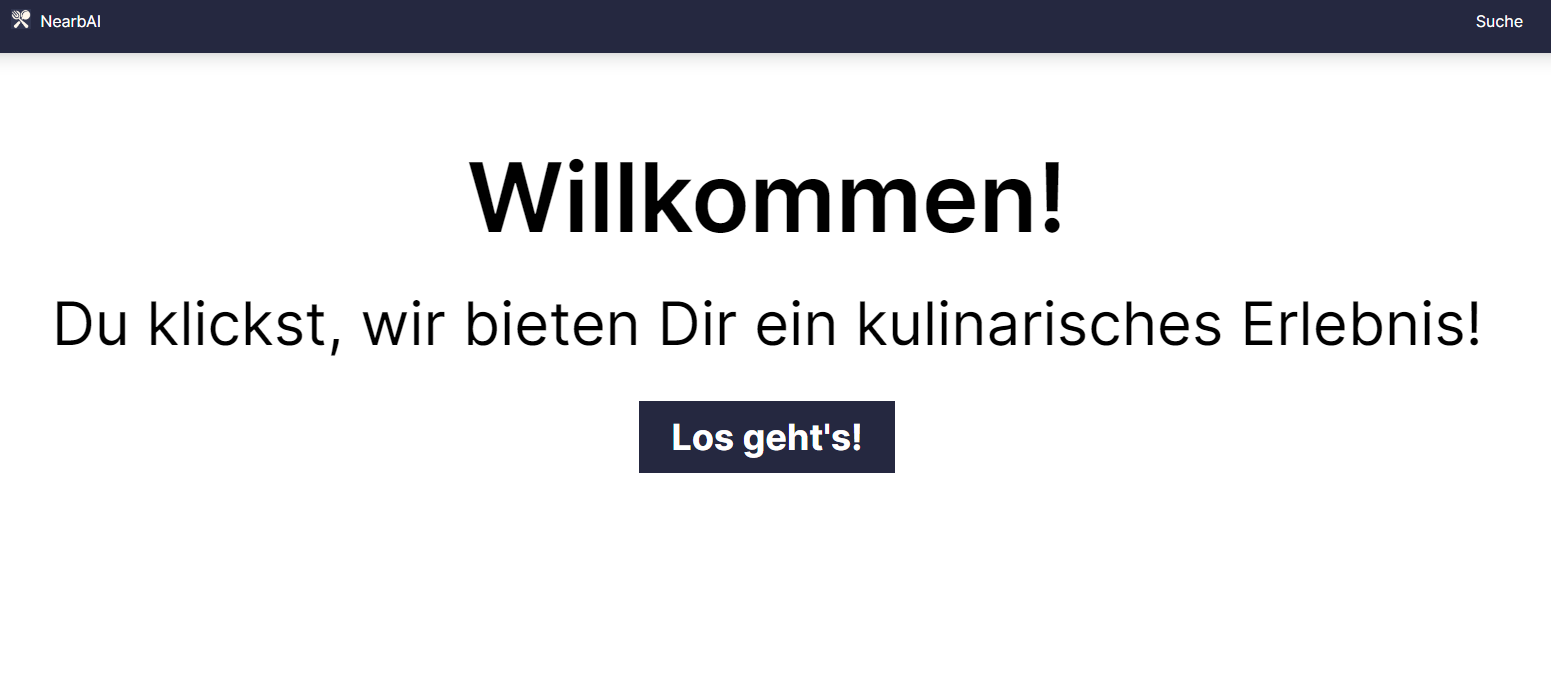 NearbAI
Suche
Willkommen!
Du klickst, wir bieten Dir ein kulinarisches Erlebnis!
Los geht's!